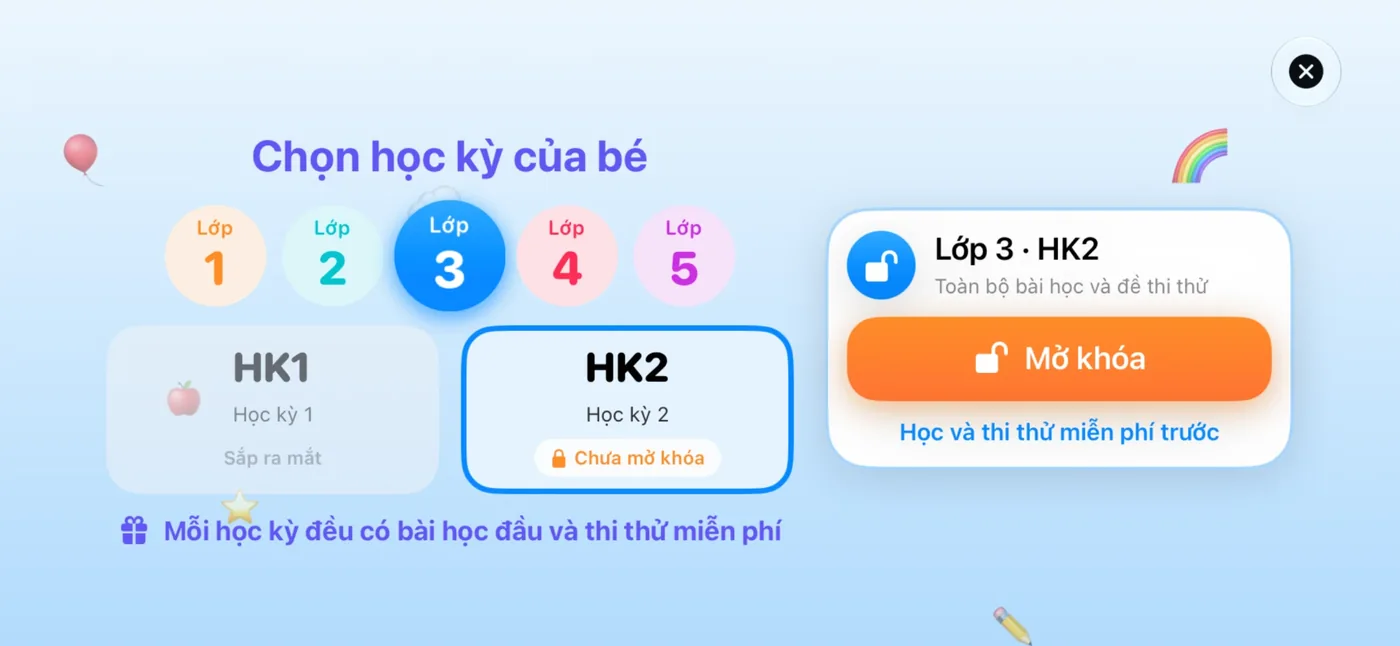 Chọn học kỳ của bé
Lớp
1
Lớp
2
Lớp
3
Lớp
4
Lớp
5
HK1
Học kỳ 1
Sắp ra mắt
HK2
Học kỳ 2
Chưa mở khóa
Mỗi học kỳ đều có bài học đầu và thi thử miễn phí
Lớp 3 · HK2
Toàn bộ bài học và đề thi thử
Mở khóa
Học và thi thử miễn phí trước